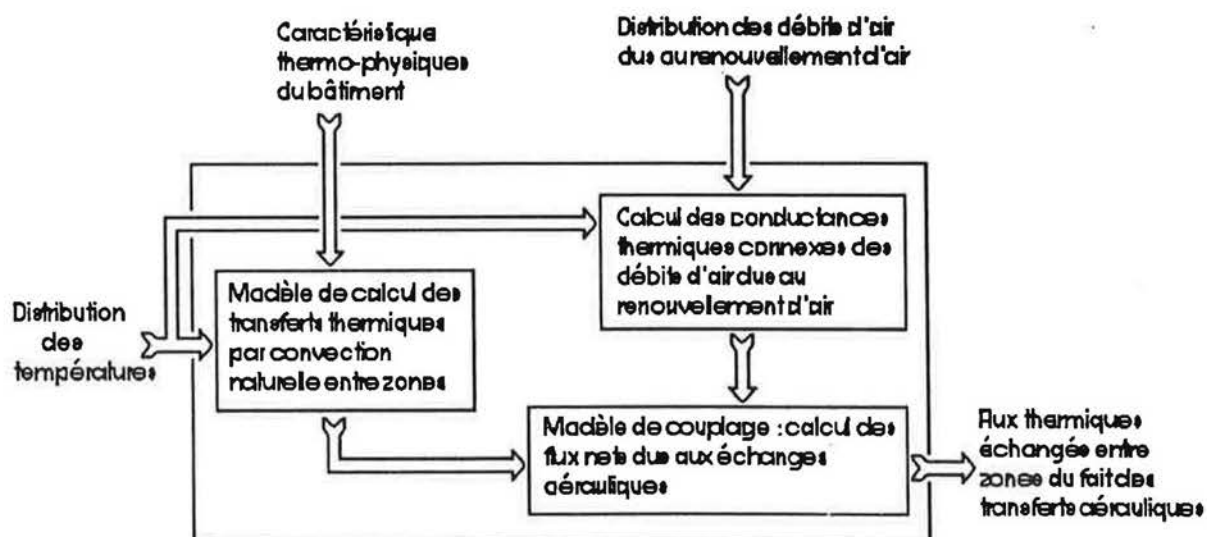 Caractéristique
thermo-physiques
du bâtiment
Distribution des débits d'air
dus au renouvellement d'air
Calcul des conductances
thermiques connexes des
débits d'air dus au
renouvelement d'air
Distribution
des
températures
Modèle de calcul des
transferts thermiques
par convection
naturelle entre zones
Modèle de couplage : calcul des
flux nets dus aux échanges
aérauliques
Flux thermiques
échangées entre
zones du fait des
transferts aérauliques